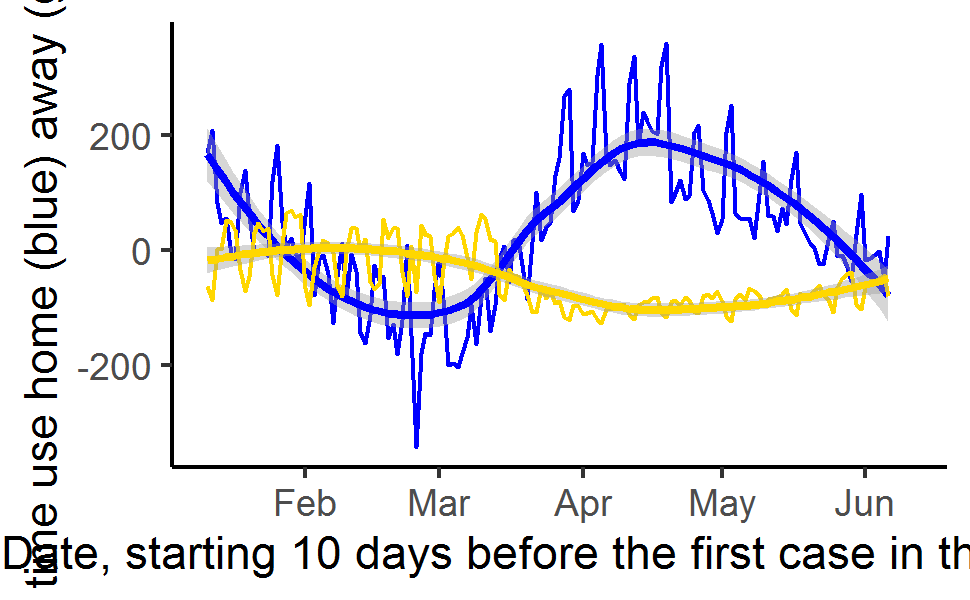 time use home (blue) away (
200
0
-200
Feb Mar Apr May Jun
Date, starting 10 days before the first case in th